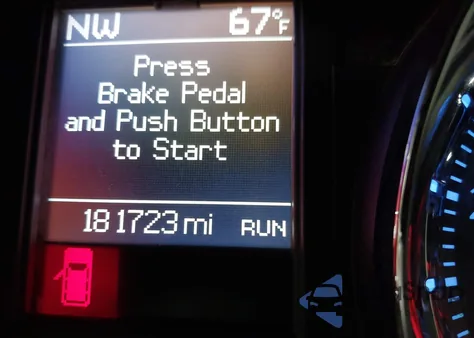 NW 67°F
Press
Brake Pedal
and Push Button
to Start
181723 mi RUN